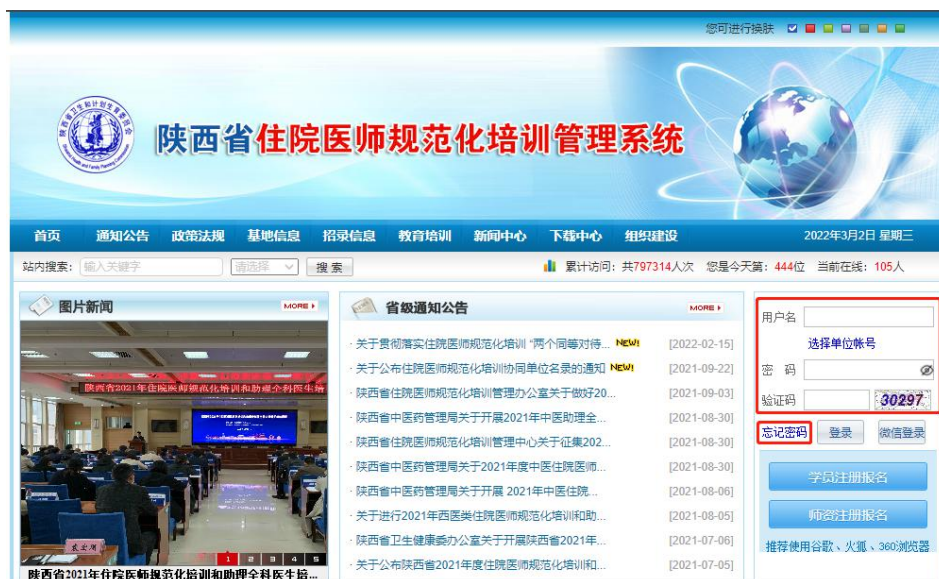 您可进行换肤
陕西省住院医师规范化培训管理系统
首页 通知公告 政策法规 基地信息 招录信息 教育培训 新闻中心 下载中心 组织建设 2022年3月2日 星期三
站内搜索： 输入关键字 请选择 搜索 累计访问：共797314人次 您是今天第：444位 当前在线：105人
图片新闻 MORE
陕西省2021年住院医师规范化培训和助理全科医生培
1 2 3 4 5
陕西省2021年住院医师规范化培训和助理全科医生培...
省级通知公告 MORE
· 关于贯彻落实住院医师规范化培训 “两个同等对待... NEW! [2022-02-15]
· 关于公布住院医师规范化培训协同单位名录的通知 NEW! [2021-09-22]
· 陕西省住院医师规范化培训管理办公室关于做好20... [2021-09-03]
· 陕西省中医药管理局关于开展2021年中医助理全... [2021-08-30]
· 陕西省住院医师规范化培训管理中心关于征集202... [2021-08-30]
· 陕西省中医药管理局关于2021年度中医住院医师... [2021-08-30]
· 陕西省中医药管理局关于开展 2021年中医住院... [2021-08-06]
· 关于进行2021年西医类住院医师规范化培训和助... [2021-08-05]
· 陕西省卫生健康委办公室关于开展陕西省2021年... [2021-07-06]
· 关于公布陕西省2021年度住院医师规范化培训和... [2021-07-05]
用户名
选择单位帐号
密 码
验证码 30297
忘记密码 登录 微信登录
学员注册报名
师资注册报名
推荐使用谷歌、火狐、360浏览器